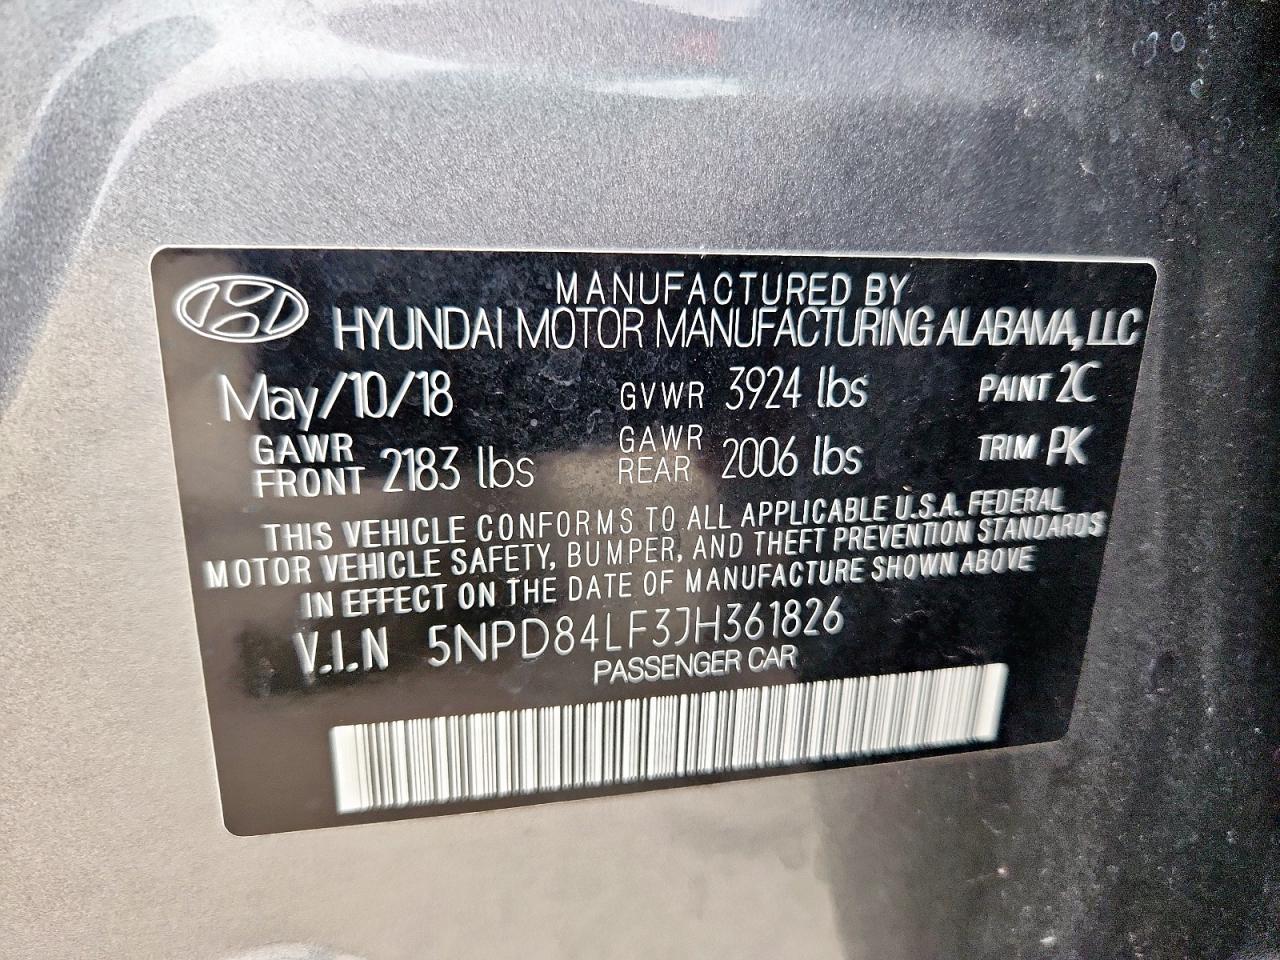 MANUFACTURED BY
HYUNDAI MOTOR MANUFACTURING ALABAMA, LLC
May/10/18 GVWR 3924 lbs PAINT 2C
GAWR FRONT 2183 lbs GAWR REAR 2006 lbs TRIM PK
THIS VEHICLE CONFORMS TO ALL APPLICABLE U.S.A. FEDERAL
MOTOR VEHICLE SAFETY, BUMPER, AND THEFT PREVENTION STANDARDS
IN EFFECT ON THE DATE OF MANUFACTURE SHOWN ABOVE
V.I.N 5NPD84LF3JH361826
PASSENGER CAR